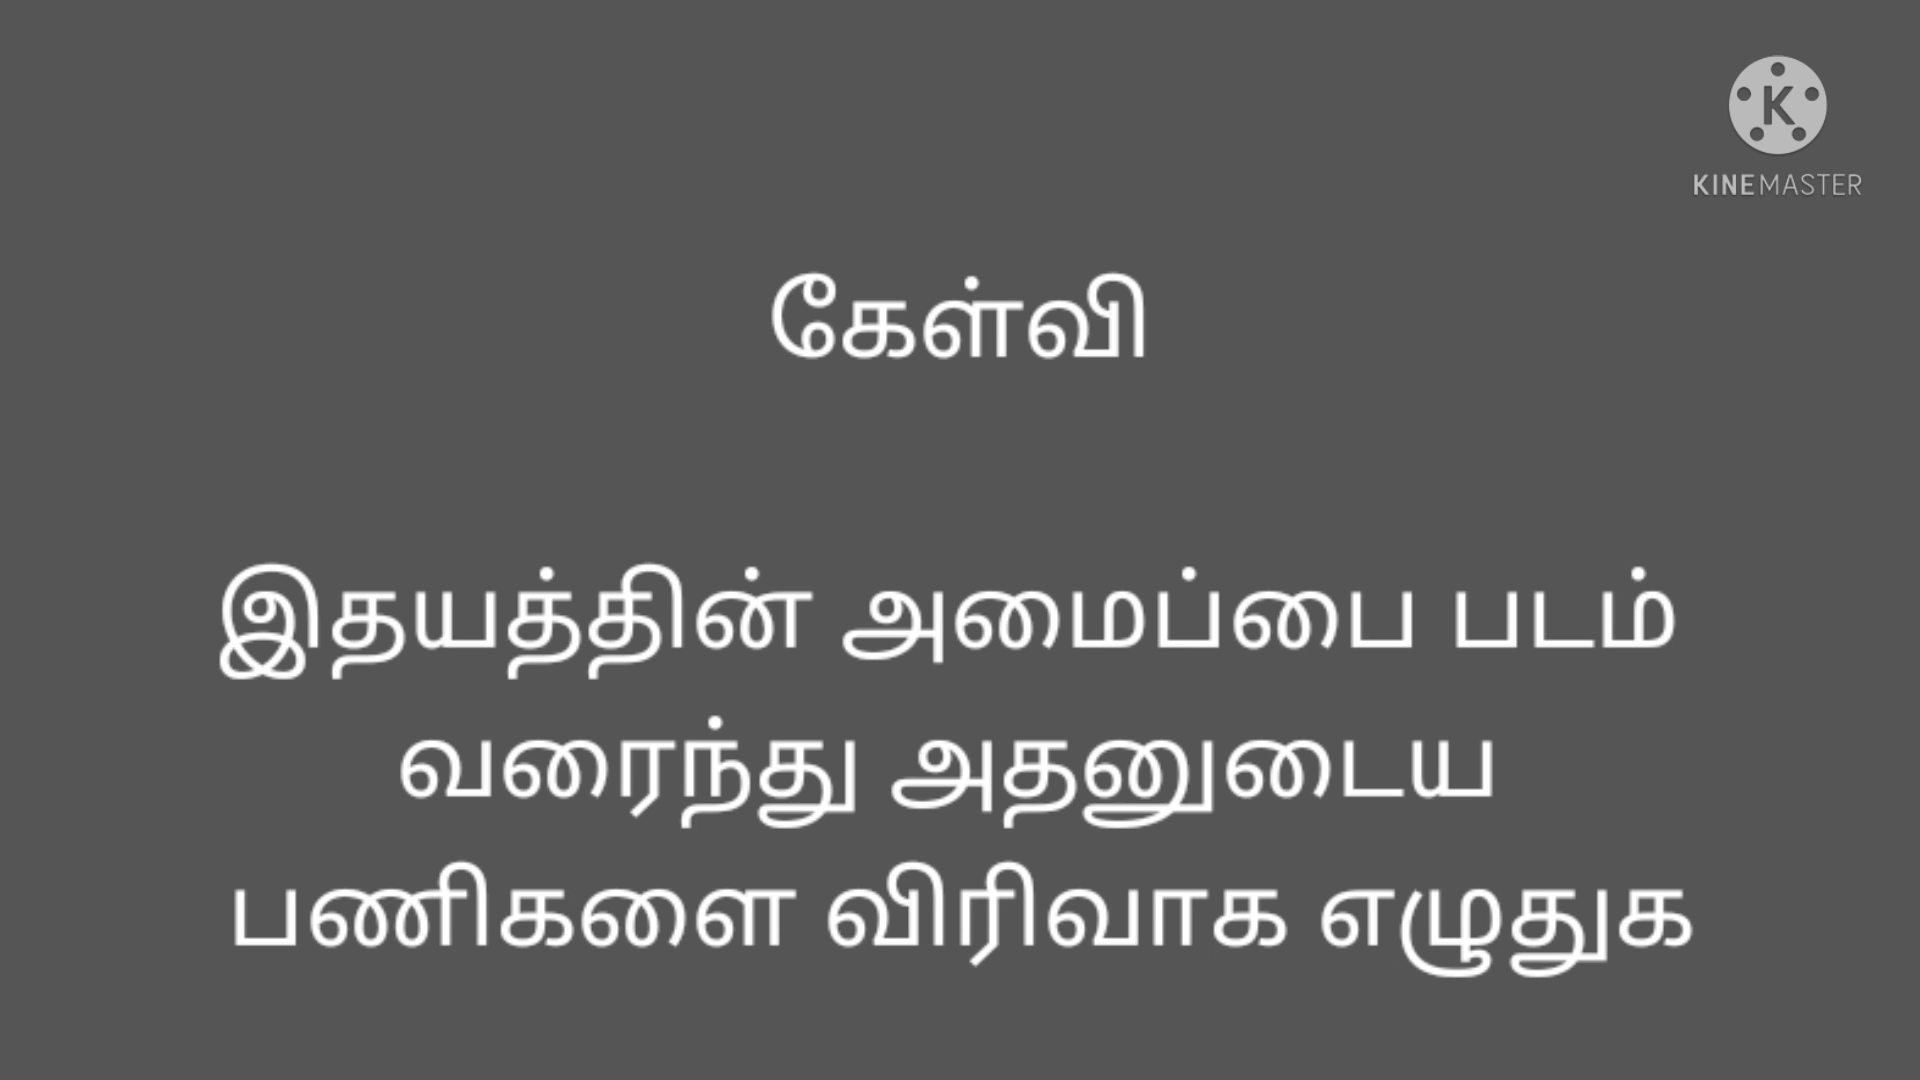 KINEMASTER
கேள்வி
இதயத்தின் அமைப்பை படம்
வரைந்து அதனுடைய
பணிகளை விரிவாக எழுதுக